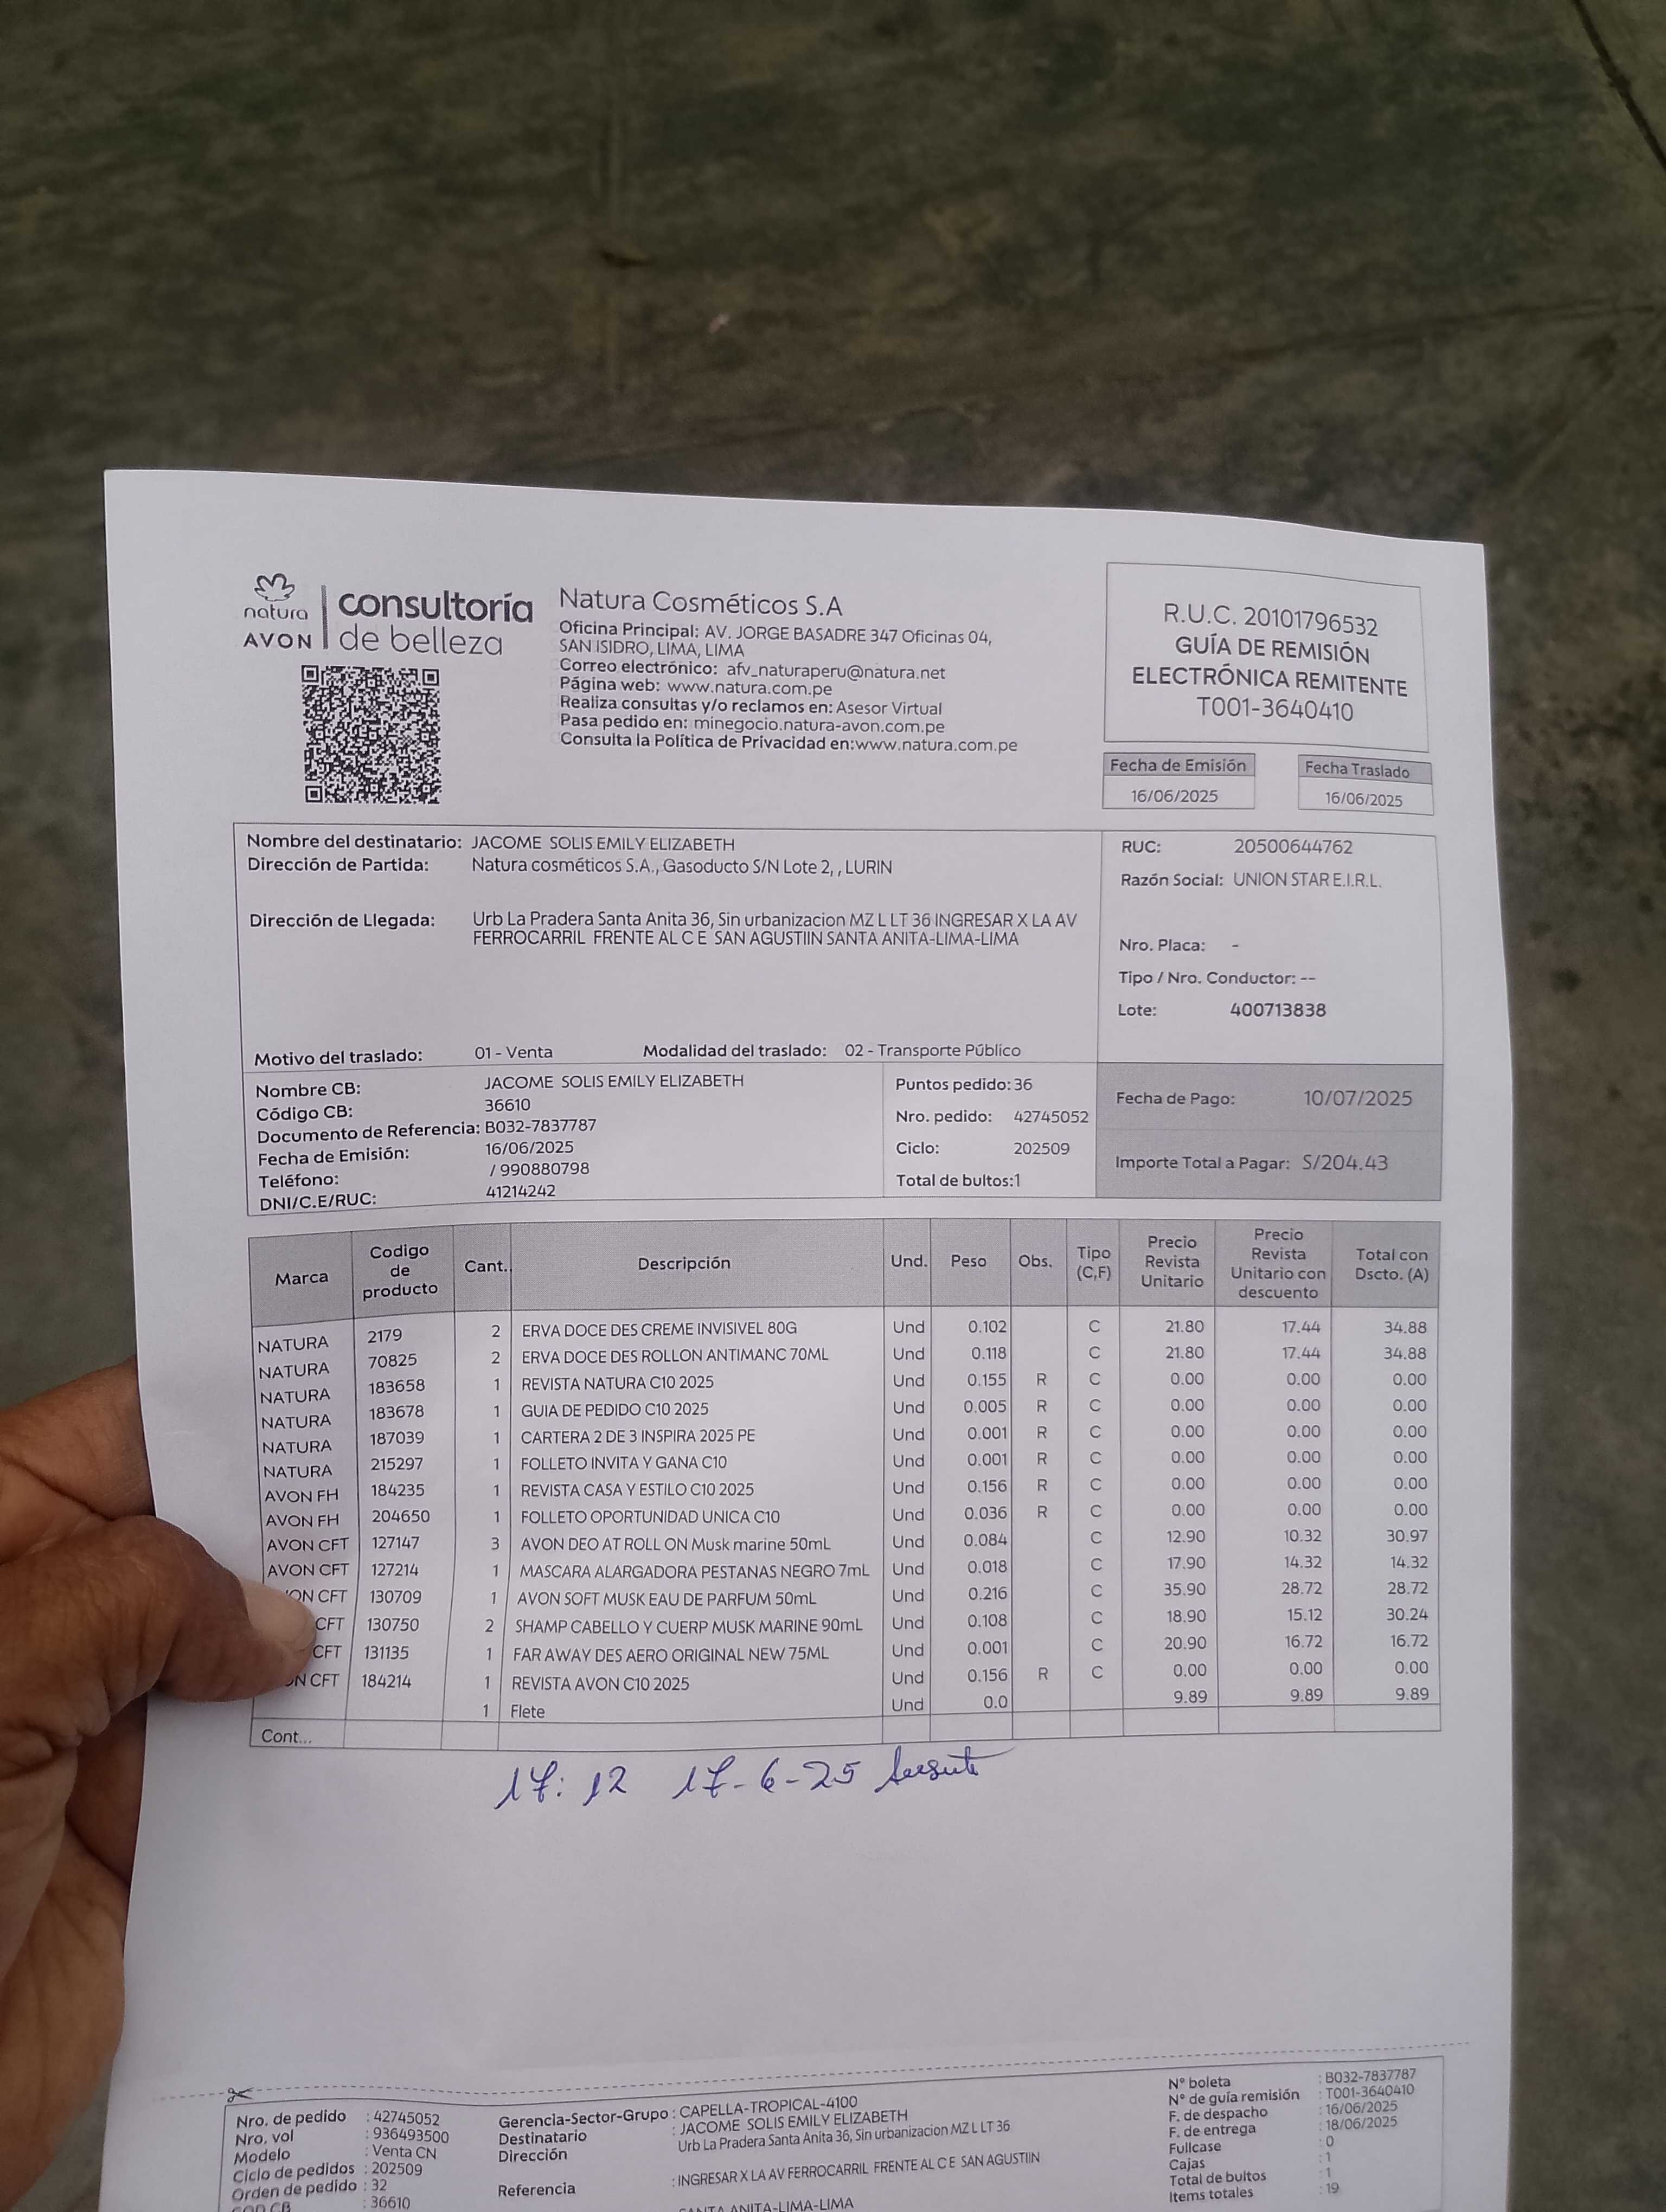 natura
AVON
consultoría
de belleza
Natura Cosméticos S.A
Oficina Principal: AV. JORGE BASADRE 347 Oficinas 04,
SAN ISIDRO, LIMA, LIMA
Correo electrónico: afv_naturaperu@natura.net
Página web: www.natura.com.pe
Realiza consultas y/o reclamos en: Asesor Virtual
Pasa pedido en: minegocio.natura-avon.com.pe
Consulta la Política de Privacidad en:www.natura.com.pe
R.U.C. 20101796532
GUÍA DE REMISIÓN
ELECTRÓNICA REMITENTE
T001-3640410
Fecha de Emisión Fecha Traslado
16/06/2025 16/06/2025
Nombre del destinatario: JACOME SOLIS EMILY ELIZABETH
Dirección de Partida: Natura cosméticos S.A., Gasoducto S/N Lote 2, , LURIN
Dirección de Llegada: Urb La Pradera Santa Anita 36, Sin urbanizacion MZ L LT 36 INGRESAR X LA AV
FERROCARRIL FRENTE AL C E SAN AGUSTIIN SANTA ANITA-LIMA-LIMA
Motivo del traslado: 01 - Venta Modalidad del traslado: 02 - Transporte Público
RUC: 20500644762
Razón Social: UNION STAR E.I.R.L.
Nro. Placa: -
Tipo / Nro. Conductor: --
Lote: 400713838
Nombre CB: JACOME SOLIS EMILY ELIZABETH
Código CB: 36610
Documento de Referencia: B032-7837787
Fecha de Emisión: 16/06/2025
Teléfono: / 990880798
DNI/C.E/RUC: 41214242
Puntos pedido: 36
Nro. pedido: 42745052
Ciclo: 202509
Total de bultos:1
Fecha de Pago: 10/07/2025
Importe Total a Pagar: S/204.43
Marca Codigo de producto Cant. Descripción Und. Peso Obs. Tipo (C,F) Precio Revista Unitario Precio Revista Unitario con descuento Total con Dscto. (A)
NATURA 2179 2 ERVA DOCE DES CREME INVISIVEL 80G Und 0.102 C 21.80 17.44 34.88
NATURA 70825 2 ERVA DOCE DES ROLLON ANTIMANC 70ML Und 0.118 C 21.80 17.44 34.88
NATURA 183658 1 REVISTA NATURA C10 2025 Und 0.155 R C 0.00 0.00 0.00
NATURA 183678 1 GUIA DE PEDIDO C10 2025 Und 0.005 R C 0.00 0.00 0.00
NATURA 187039 1 CARTERA 2 DE 3 INSPIRA 2025 PE Und 0.001 R C 0.00 0.00 0.00
NATURA 215297 1 FOLLETO INVITA Y GANA C10 Und 0.001 R C 0.00 0.00 0.00
AVON FH 184235 1 REVISTA CASA Y ESTILO C10 2025 Und 0.156 R C 0.00 0.00 0.00
AVON FH 204650 1 FOLLETO OPORTUNIDAD UNICA C10 Und 0.036 R C 0.00 0.00 0.00
AVON CFT 127147 3 AVON DEO AT ROLL ON Musk marine 50mL Und 0.084 C 12.90 10.32 30.97
AVON CFT 127214 1 MASCARA ALARGADORA PESTANAS NEGRO 7mL Und 0.018 C 17.90 14.32 14.32
ON CFT 130709 1 AVON SOFT MUSK EAU DE PARFUM 50mL Und 0.216 C 35.90 28.72 28.72
CFT 130750 2 SHAMP CABELLO Y CUERP MUSK MARINE 90mL Und 0.108 C 18.90 15.12 30.24
CFT 131135 1 FAR AWAY DES AERO ORIGINAL NEW 75ML Und 0.001 C 20.90 16.72 16.72
N CFT 184214 1 REVISTA AVON C10 2025 Und 0.156 R C 0.00 0.00 0.00
1 Flete Und 0.0 9.89 9.89 9.89
Cont...
17:12 17-6-25
Nro. de pedido : 42745052
Nro. vol : 936493500
Modelo : Venta CN
Ciclo de pedidos : 202509
Orden de pedido : 32
COD CB : 36610
Gerencia-Sector-Grupo : CAPELLA-TROPICAL-4100
Destinatario : JACOME SOLIS EMILY ELIZABETH
Dirección Urb La Pradera Santa Anita 36, Sin urbanizacion MZ L LT 36
Referencia : INGRESAR X LA AV FERROCARRIL FRENTE AL C E SAN AGUSTIIN
SANTA ANITA-LIMA-LIMA
N° boleta : B032-7837787
N° de guía remisión : T001-3640410
F. de despacho : 16/06/2025
F. de entrega : 18/06/2025
Fullcase : 0
Cajas : 1
Total de bultos : 1
Items totales : 19